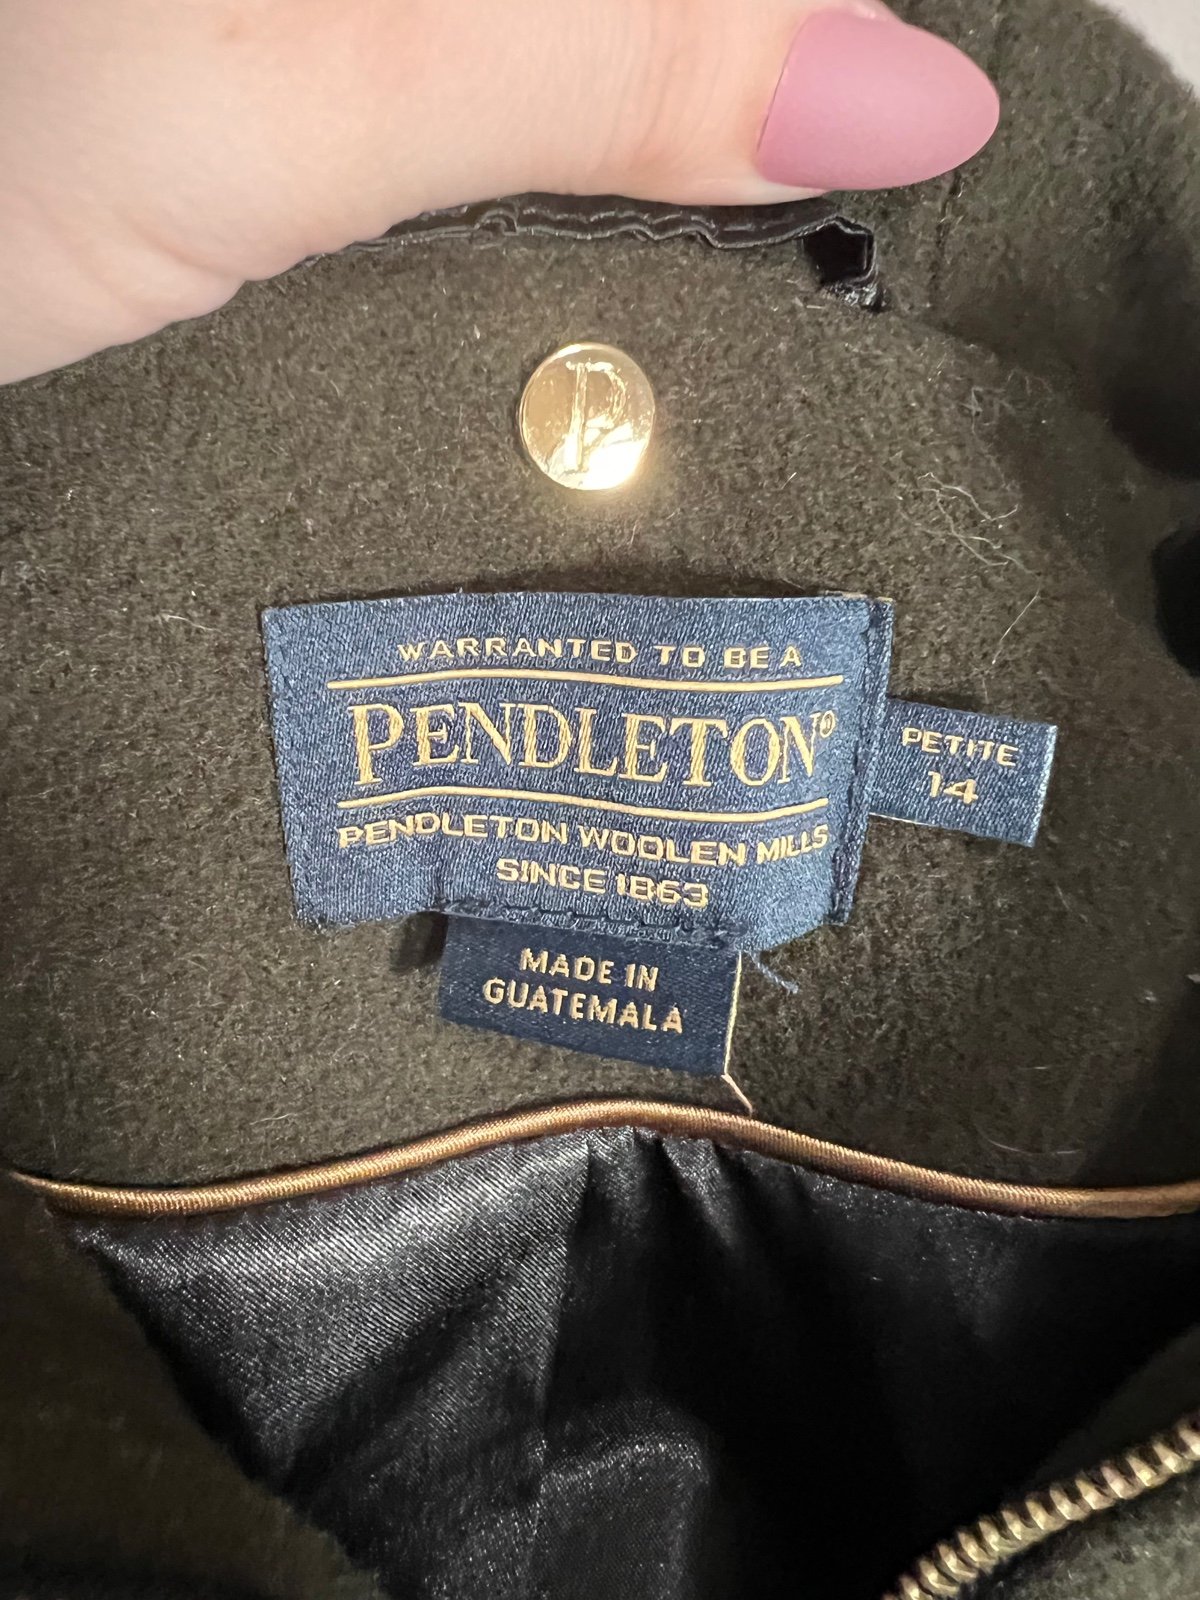 P
WARRANTED TO BE A
PENDLETON®
PENDLETON WOOLEN MILLS
SINCE 1863
PETITE
14
MADE IN
GUATEMALA